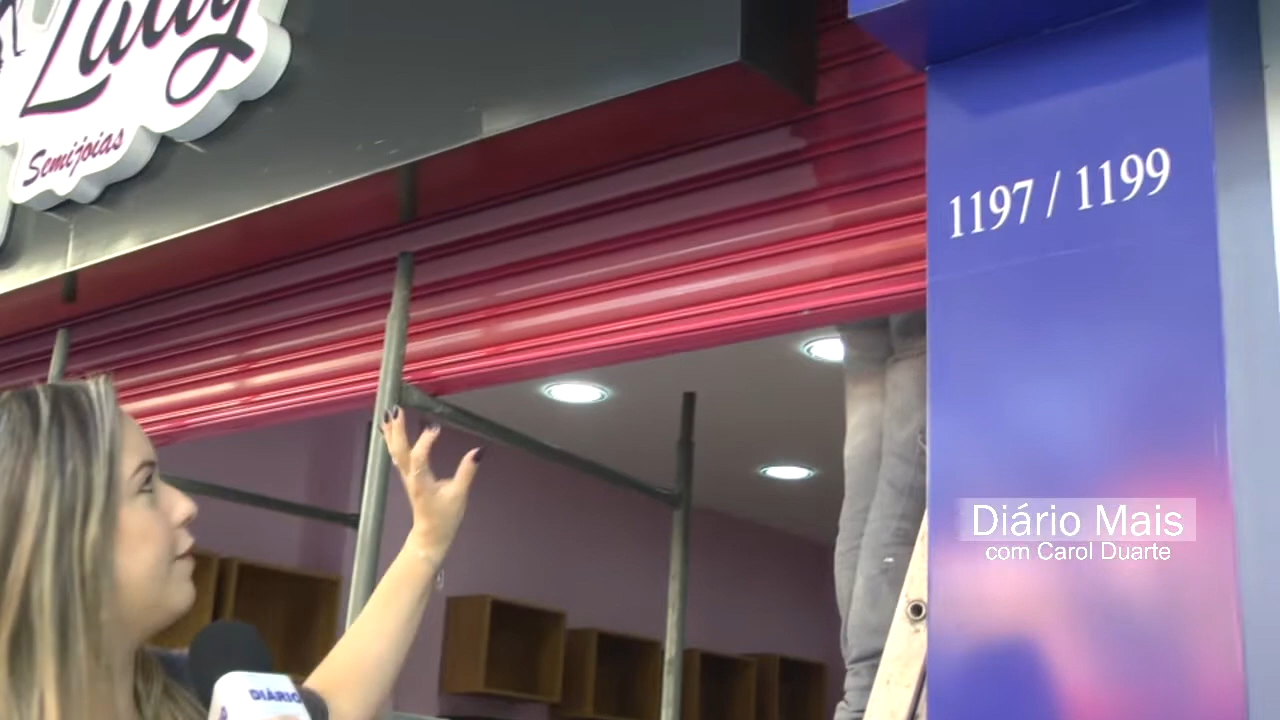 Semijoias
1197 / 1199
Diário Mais
com Carol Duarte
DIÁRIO